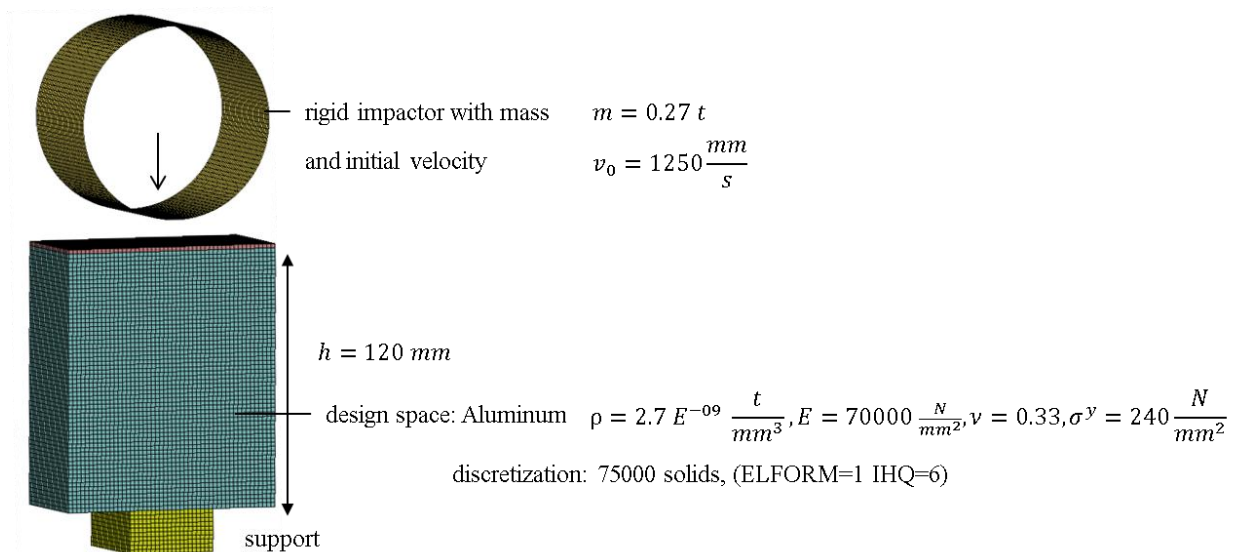 rigid impactor with mass m = 0.27 t
and initial velocity v₀ = 1250 mm/s
h = 120 mm
design space: Aluminum ρ = 2.7 E⁻⁰⁹ t/mm³, E = 70000 N/mm², ν = 0.33, σʸ = 240 N/mm²
discretization: 75000 solids, (ELFORM=1 IHQ=6)
support